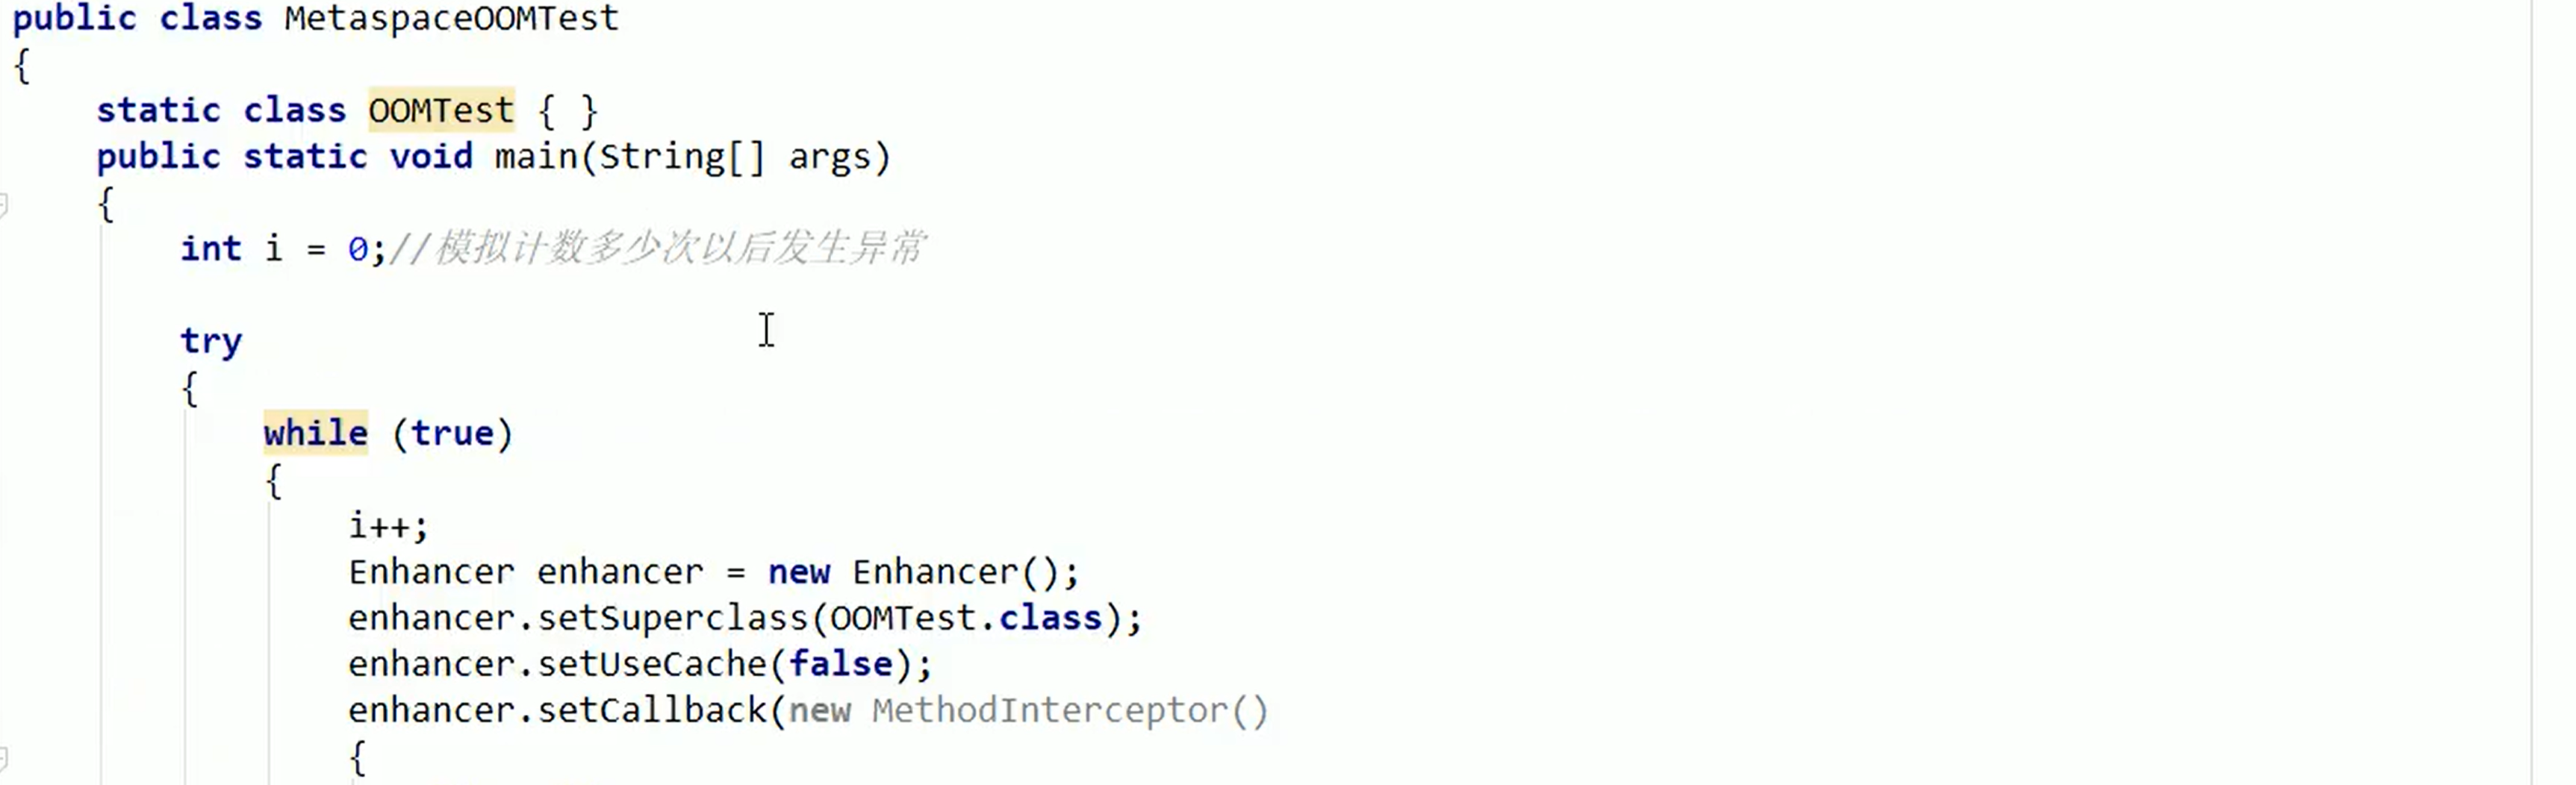 public class MetaspaceOOMTest
{
static class OOMTest { }
public static void main(String[] args)
{
int i = 0;//模拟计数多少次以后发生异常
try
{
while (true)
{
i++;
Enhancer enhancer = new Enhancer();
enhancer.setSuperclass(OOMTest.class);
enhancer.setUseCache(false);
enhancer.setCallback(new MethodInterceptor()
{